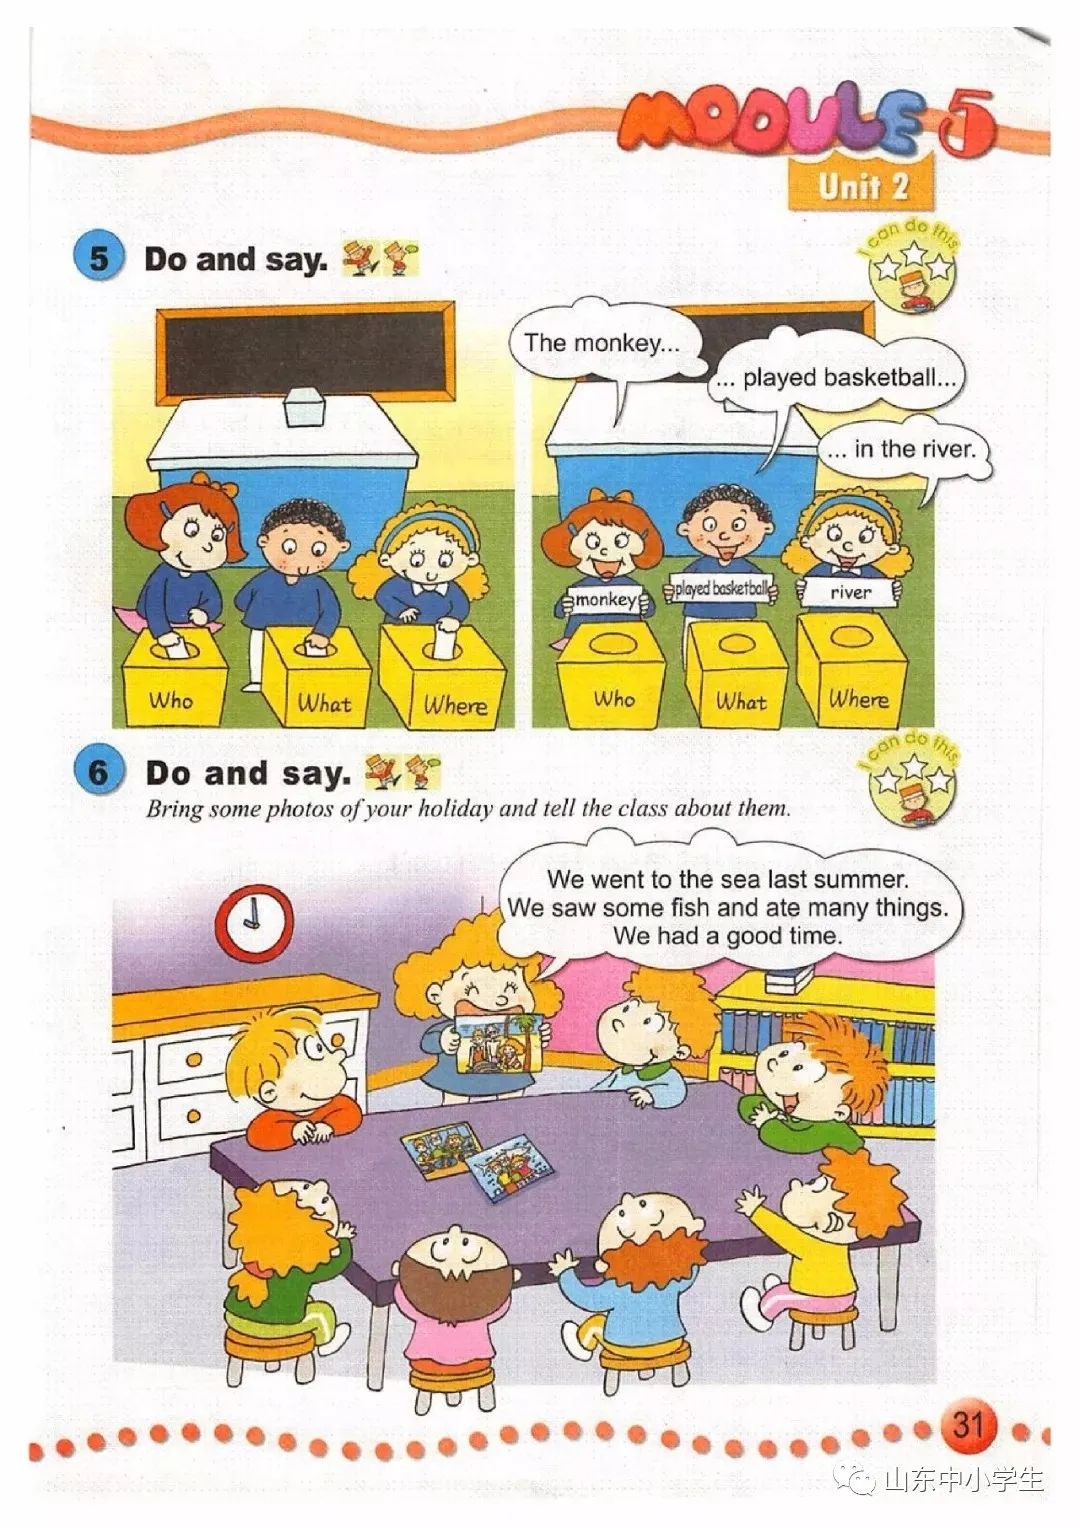 MODULE 5
Unit 2
5 Do and say.
I can do this.
The monkey...
... played basketball...
... in the river.
monkey
played basketball
river
Who
What
Where
Who
What
Where
6 Do and say.
I can do this.
Bring some photos of your holiday and tell the class about them.
We went to the sea last summer.
We saw some fish and ate many things.
We had a good time.
31
山东中小学生